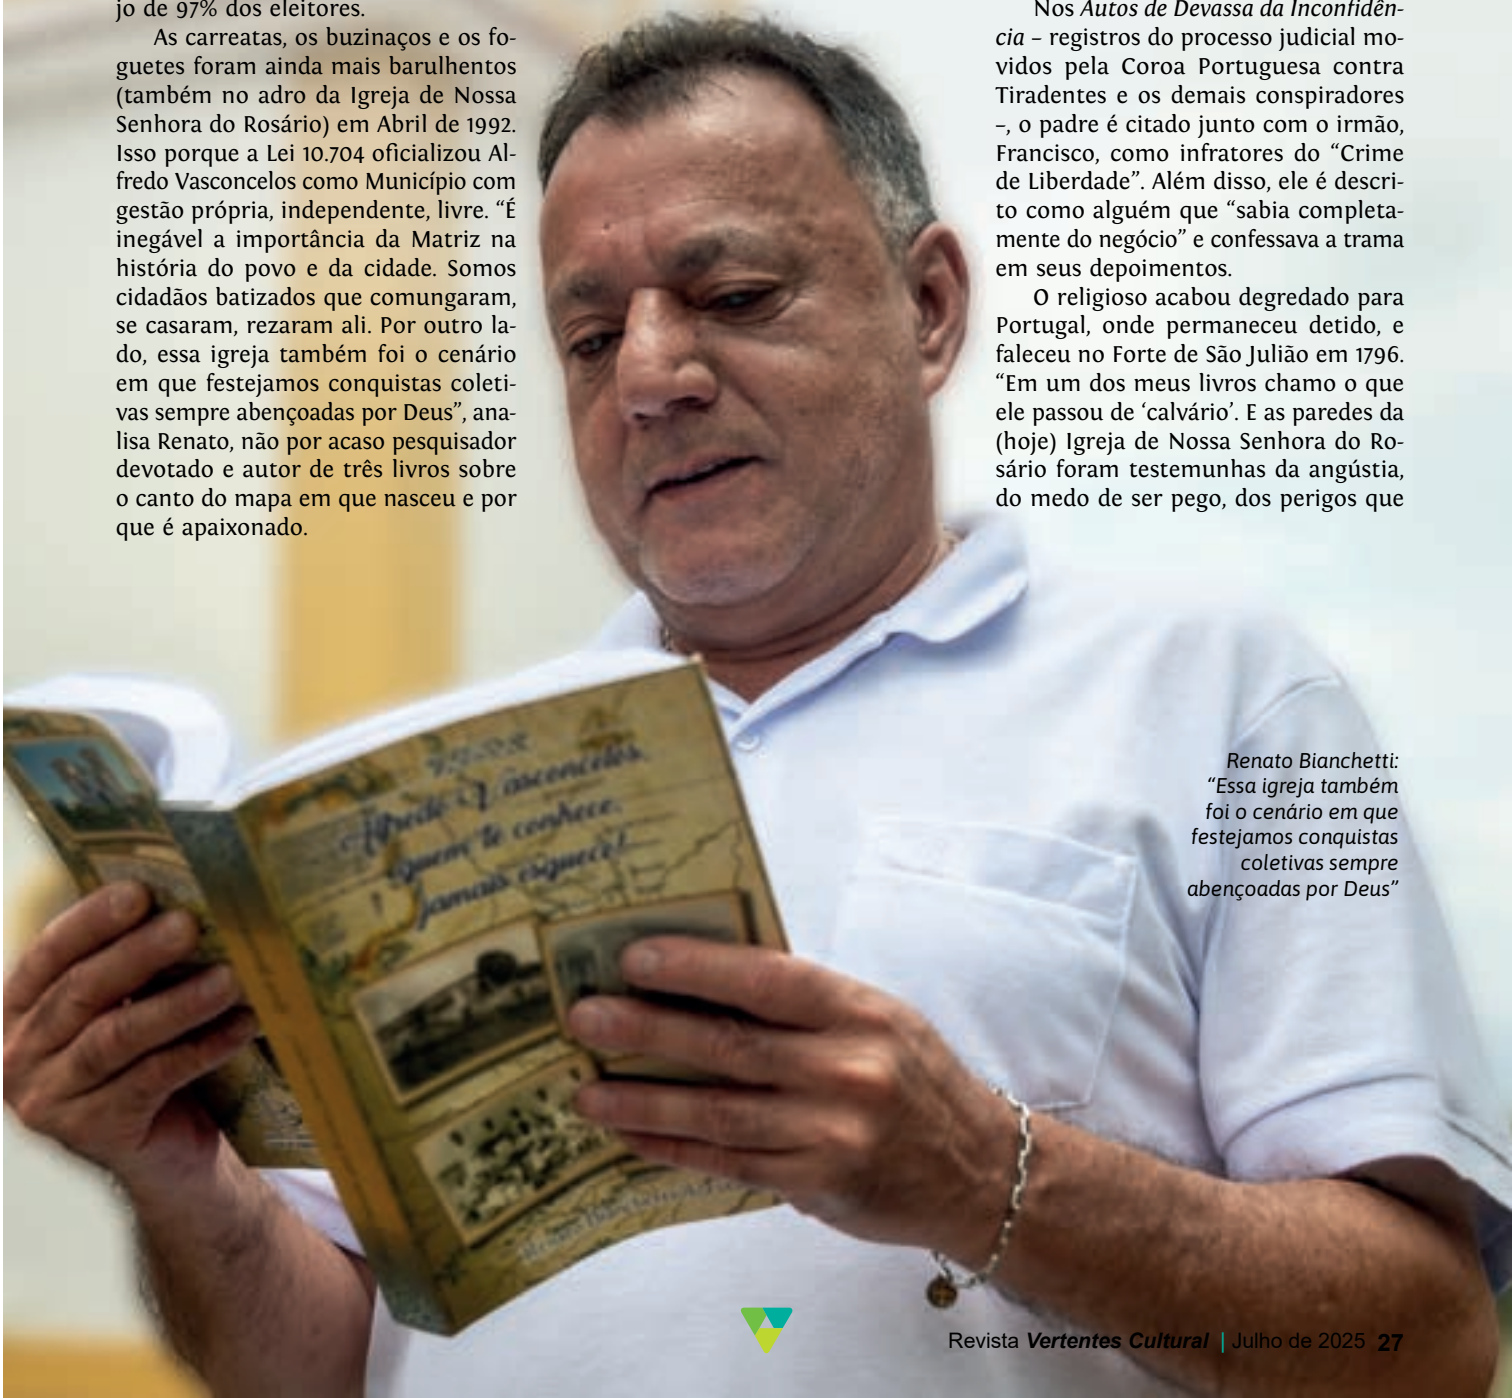 jo de 97% dos eleitores.
As carreatas, os buzinaços e os fo-
guetes foram ainda mais barulhentos
(também no adro da Igreja de Nossa
Senhora do Rosário) em Abril de 1992.
Isso porque a Lei 10.704 oficializou Al-
fredo Vasconcelos como Município com
gestão própria, independente, livre. “É
inegável a importância da Matriz na
história do povo e da cidade. Somos
cidadãos batizados que comungaram,
se casaram, rezaram ali. Por outro la-
do, essa igreja também foi o cenário
em que festejamos conquistas coleti-
vas sempre abençoadas por Deus”, ana-
lisa Renato, não por acaso pesquisador
devotado e autor de três livros sobre
o canto do mapa em que nasceu e por
que é apaixonado.
Nos Autos de Devassa da Inconfidên-
cia – registros do processo judicial mo-
vidos pela Coroa Portuguesa contra
Tiradentes e os demais conspiradores
–, o padre é citado junto com o irmão,
Francisco, como infratores do “Crime
de Liberdade”. Além disso, ele é descri-
to como alguém que “sabia completa-
mente do negócio” e confessava a trama
em seus depoimentos.
O religioso acabou degredado para
Portugal, onde permaneceu detido, e
faleceu no Forte de São Julião em 1796.
“Em um dos meus livros chamo o que
ele passou de ‘calvário’. E as paredes da
(hoje) Igreja de Nossa Senhora do Ro-
sário foram testemunhas da angústia,
do medo de ser pego, dos perigos que
Alfredo Vasconcelos,
quem te conhece,
jamais esquece!
Renato Bianchetti:
“Essa igreja também
foi o cenário em que
festejamos conquistas
coletivas sempre
abençoadas por Deus”
Revista Vertentes Cultural | Julho de 2025 27